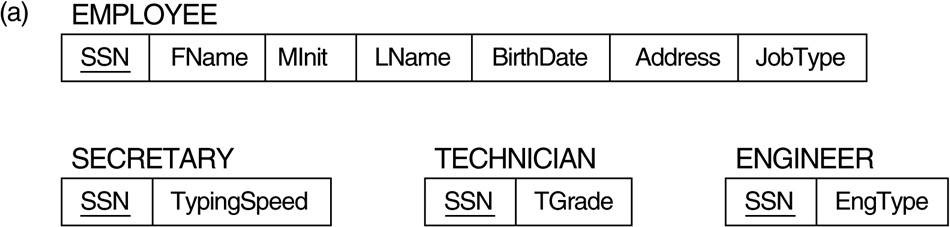 (a) EMPLOYEE
SSN FName MInit LName BirthDate Address JobType
SECRETARY TECHNICIAN ENGINEER
SSN TypingSpeed SSN TGrade SSN EngType